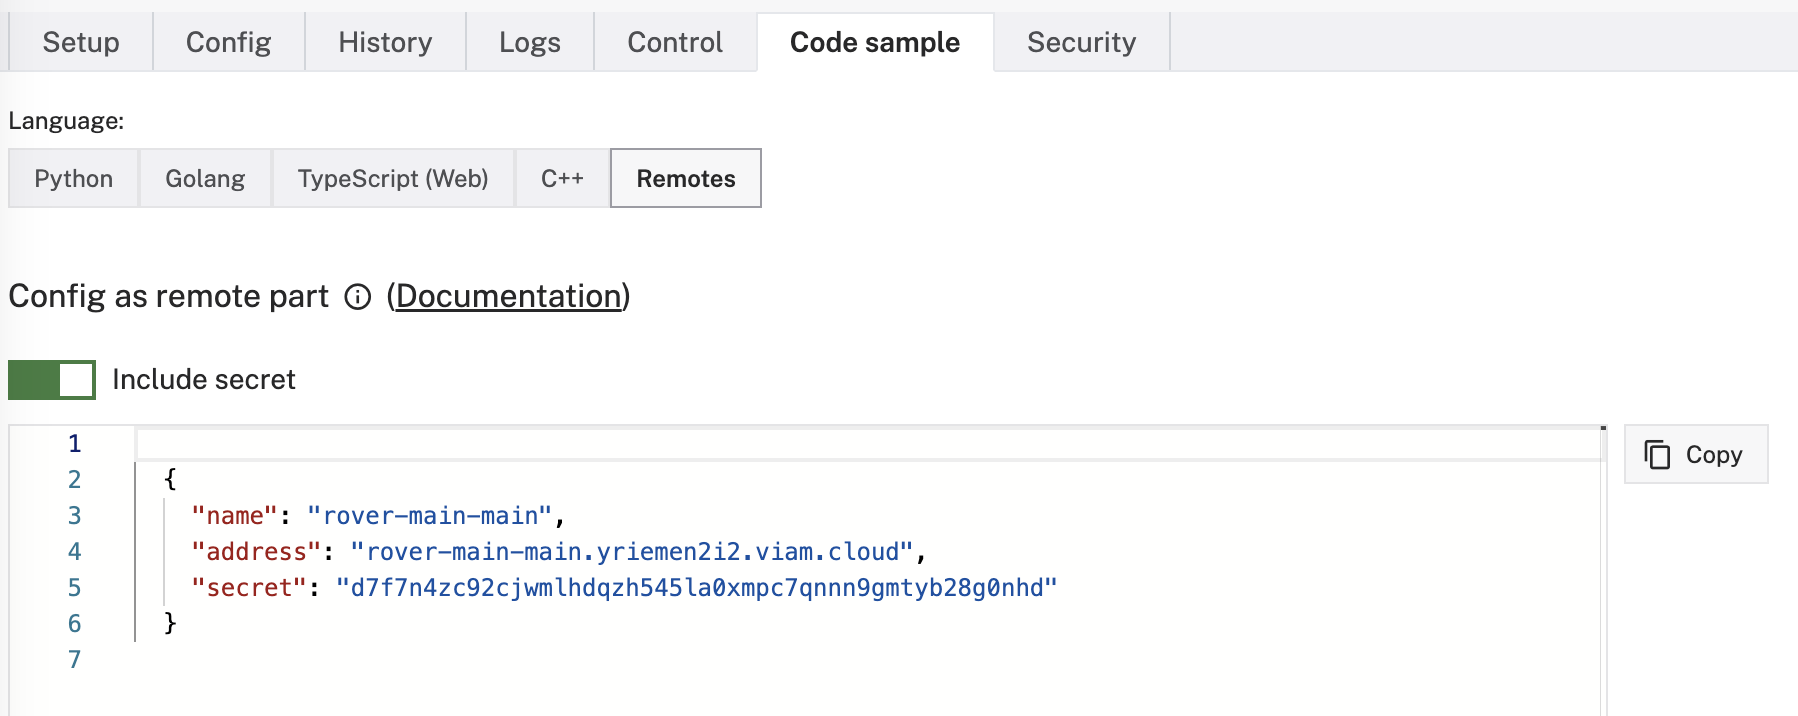 Setup Config History Logs Control Code sample Security
Language:
Python Golang TypeScript (Web) C++ Remotes
Config as remote part (Documentation)
Include secret
Copy
1
2 {
3 "name": "rover-main-main",
4 "address": "rover-main-main.yriemen2i2.viam.cloud",
5 "secret": "d7f7n4zc92cjwmlhdqzh545la0xmpc7qnnn9gmtyb28g0nhd"
6 }
7